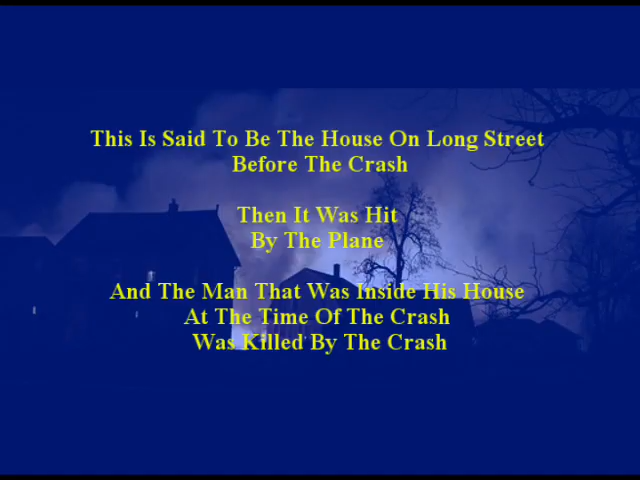 This Is Said To Be The House On Long Street
Before The Crash
Then It Was Hit
By The Plane
And The Man That Was Inside His House
At The Time Of The Crash
Was Killed By The Crash